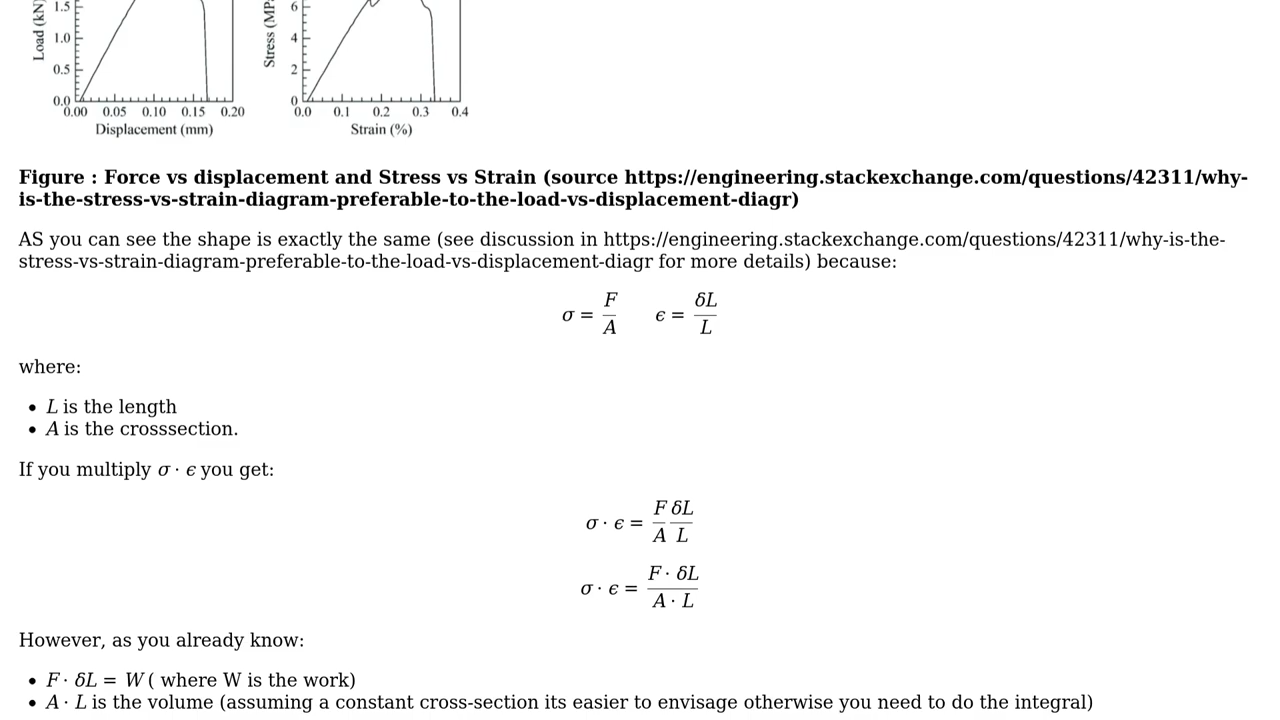 Load (kN)
1.5
1.0
0.5
0.0
0.00 0.05 0.10 0.15 0.20
Displacement (mm)
Stress (MP
6
4
2
0
0.0 0.1 0.2 0.3 0.4
Strain (%)
Figure : Force vs displacement and Stress vs Strain (source https://engineering.stackexchange.com/questions/42311/why-
is-the-stress-vs-strain-diagram-preferable-to-the-load-vs-displacement-diagr)
AS you can see the shape is exactly the same (see discussion in https://engineering.stackexchange.com/questions/42311/why-is-the-
stress-vs-strain-diagram-preferable-to-the-load-vs-displacement-diagr for more details) because:
σ = F/A ϵ = δL/L
where:
• L is the length
• A is the crosssection.
If you multiply σ · ϵ you get:
σ · ϵ = F/A δL/L
σ · ϵ = F · δL / A · L
However, as you already know:
• F · δL = W ( where W is the work)
• A · L is the volume (assuming a constant cross-section its easier to envisage otherwise you need to do the integral)